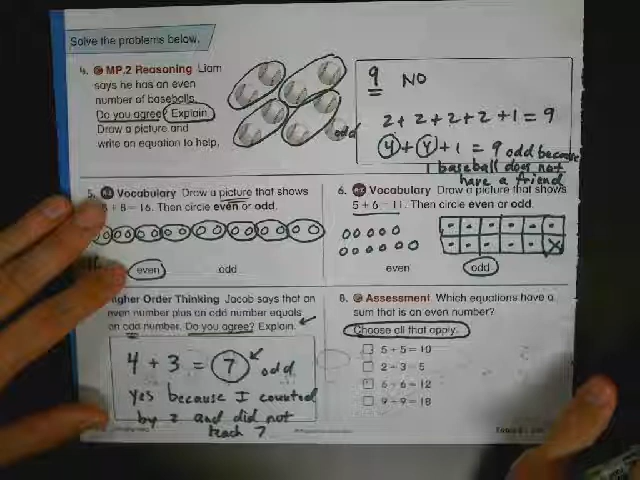 Solve the problems below.
4. MP.2 Reasoning Liam
says he has an even
number of baseballs.
Do you agree? Explain.
Draw a picture and
write an equation to help.
odd
9 NO
2+2+2+2+1=9
4+4+1=9 odd because
1 baseball does not
have a friend
5. Vocabulary Draw a picture that shows
8 + 8 = 16. Then circle even or odd.
even odd
6. Vocabulary Draw a picture that shows
5 + 6 = 11. Then circle even or odd.
even odd
Higher Order Thinking Jacob says that an
even number plus an odd number equals
an odd number. Do you agree? Explain.
4 + 3 = 7 odd
Yes because I counted
by 2 and did not
reach 7
8. Assessment Which equations have a
sum that is an even number?
Choose all that apply.
5 + 5 = 10
2 + 3 = 5
6 + 6 = 12
9 + 9 = 18